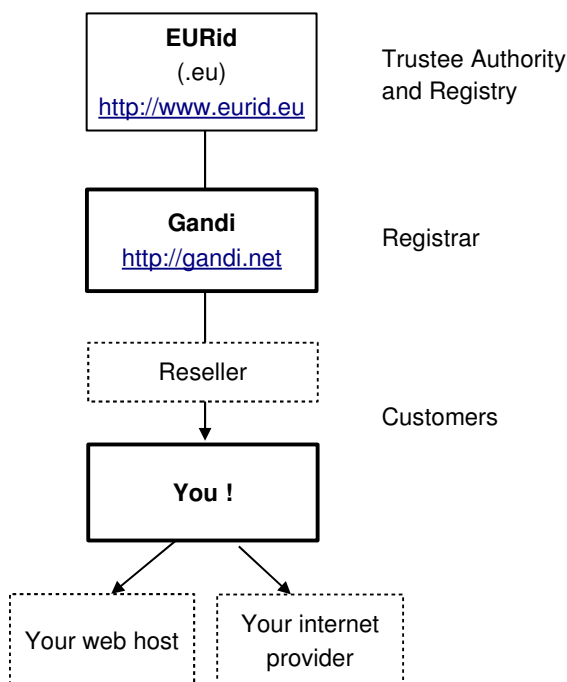 EURid
(.eu)
http://www.eurid.eu
Trustee Authority
and Registry
Gandi
http://gandi.net
Registrar
Reseller
Customers
You !
Your web host
Your internet
provider